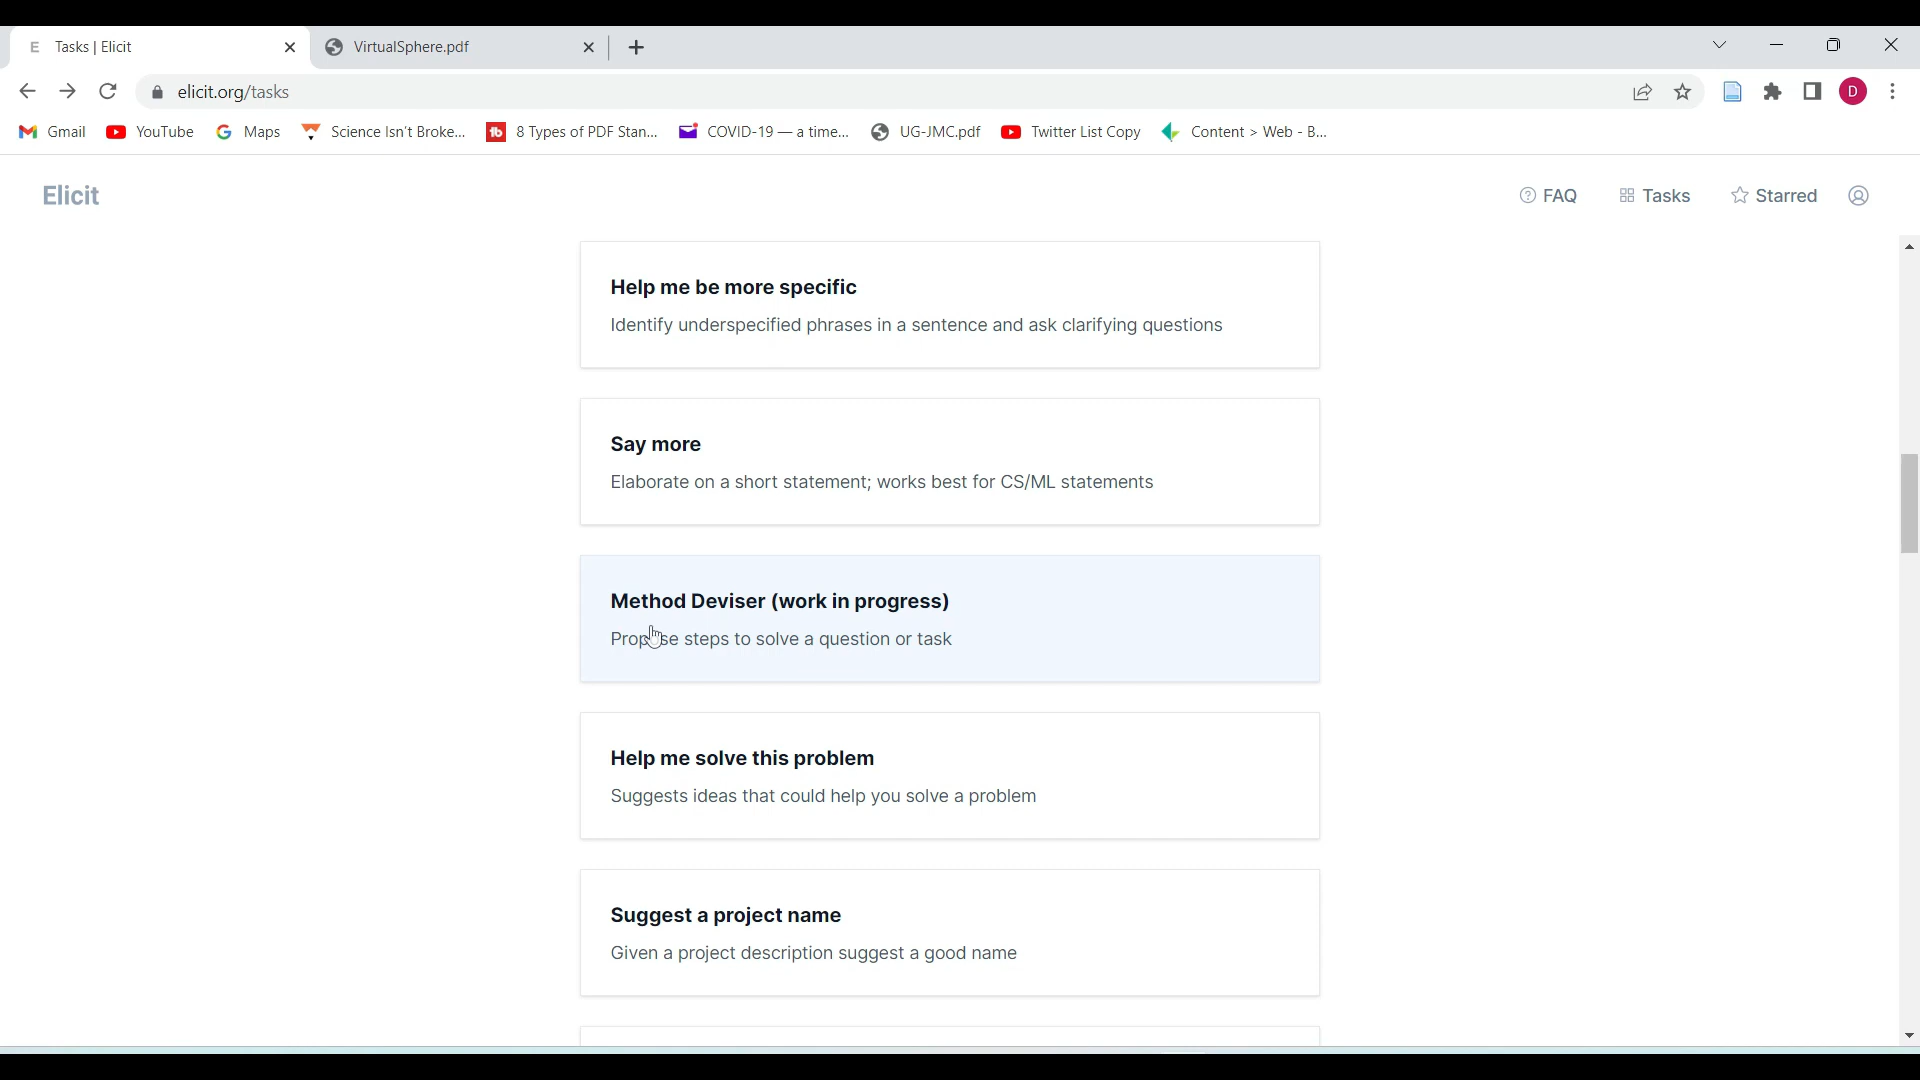 E Tasks | Elicit
VirtualSphere.pdf
elicit.org/tasks
D
Gmail
YouTube
Maps
Science Isn't Broke...
8 Types of PDF Stan...
COVID-19 — a time...
UG-JMC.pdf
Twitter List Copy
Content > Web - B...
Elicit
FAQ
Tasks
Starred
Help me be more specific
Identify underspecified phrases in a sentence and ask clarifying questions
Say more
Elaborate on a short statement; works best for CS/ML statements
Method Deviser (work in progress)
Propose steps to solve a question or task
Help me solve this problem
Suggests ideas that could help you solve a problem
Suggest a project name
Given a project description suggest a good name